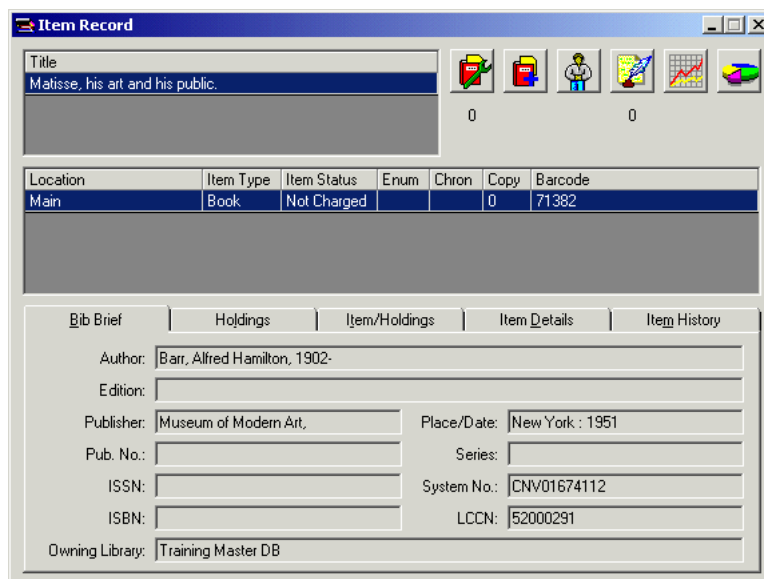 Item Record
Title
Matisse, his art and his public.
0 0
Location Item Type Item Status Enum Chron Copy Barcode
Main Book Not Charged 0 71382
Bib Brief Holdings Item/Holdings Item Details Item History
Author: Barr, Alfred Hamilton, 1902-
Edition:
Publisher: Museum of Modern Art, Place/Date: New York : 1951
Pub. No.: Series:
ISSN: System No.: CNV01674112
ISBN: LCCN: 52000291
Owning Library: Training Master DB